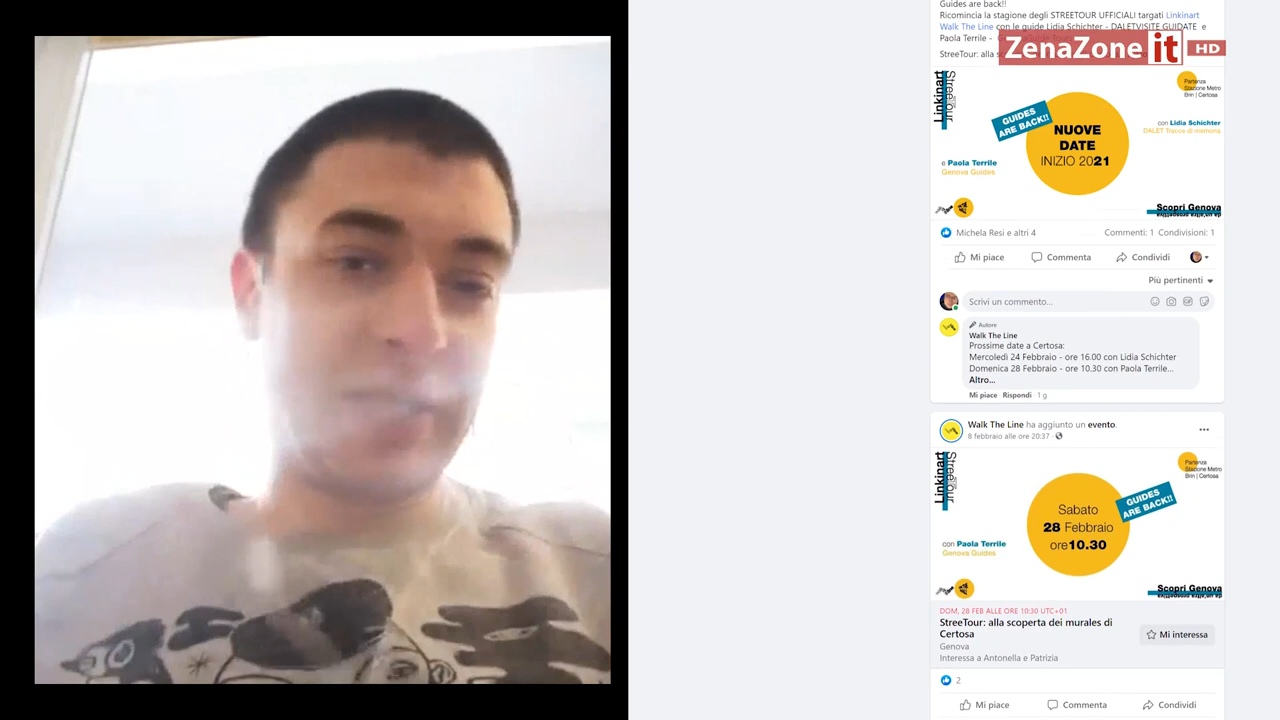 Guides are back!!
Ricomincia la stagione degli STREETOUR UFFICIALI targati Linkinart
Walk The Line con le guide Lidia Schichter - DALETVISITE GUIDATE e
Paola Terrile -
StreeTour: alla
ZenaZone it HD
Linkinart
StreeTour
Partenza
Stazione Metro
Brin | Certosa
GUIDES
ARE BACK!!
NUOVE
DATE
INIZIO 2021
con Lidia Schichter
DALET Tracce di memoria
e Paola Terrile
Genova Guides
Scopri Genova
Michela Resi e altri 4
Commenti: 1 Condivisioni: 1
Mi piace
Commenta
Condividi
Più pertinenti
Scrivi un commento...
Autore
Walk The Line
Prossime date a Certosa:
Mercoledì 24 Febbraio - ore 16.00 con Lidia Schichter
Domenica 28 Febbraio - ore 10.30 con Paola Terrile...
Altro...
Mi piace Rispondi 1 g
Walk The Line ha aggiunto un evento.
8 febbraio alle ore 20:37
Linkinart
StreeTour
Partenza
Stazione Metro
Brin | Certosa
GUIDES
ARE BACK!!
Sabato
28 Febbraio
ore10.30
con Paola Terrile
Genova Guides
Scopri Genova
DOM, 28 FEB ALLE ORE 10:30 UTC+01
StreeTour: alla scoperta dei murales di
Certosa
Mi interessa
Genova
Interessa a Antonella e Patrizia
2
Mi piace
Commenta
Condividi